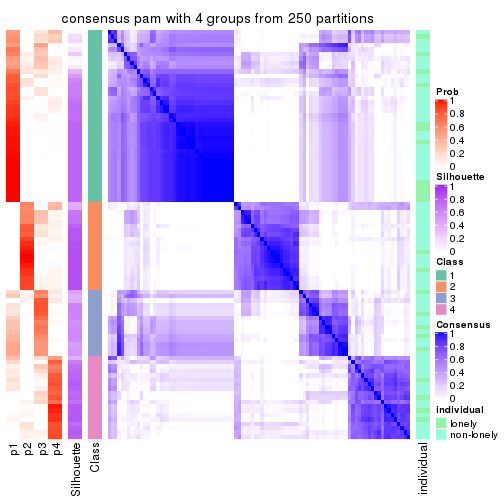 consensus pam with 4 groups from 250 partitions
Prob
1
0.8
0.6
0.4
0.2
0
Silhouette
1
0.8
0.6
0.4
0.2
0
Class
1
2
3
4
Consensus
1
0.8
0.6
0.4
0.2
0
individual
lonely
non-lonely
p1
p2
p3
p4
Silhouette
Class
individual